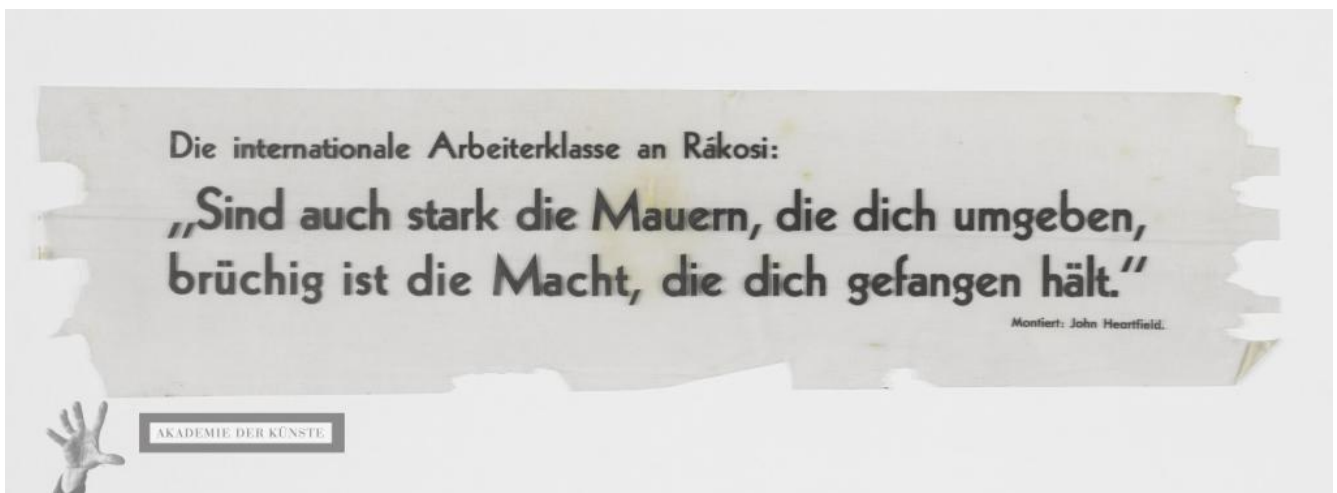 Die internationale Arbeiterklasse an Rákosi:
„Sind auch stark die Mauern, die dich umgeben,
brüchig ist die Macht, die dich gefangen hält.“
Montiert: John Heartfield.
AKADEMIE DER KÜNSTE